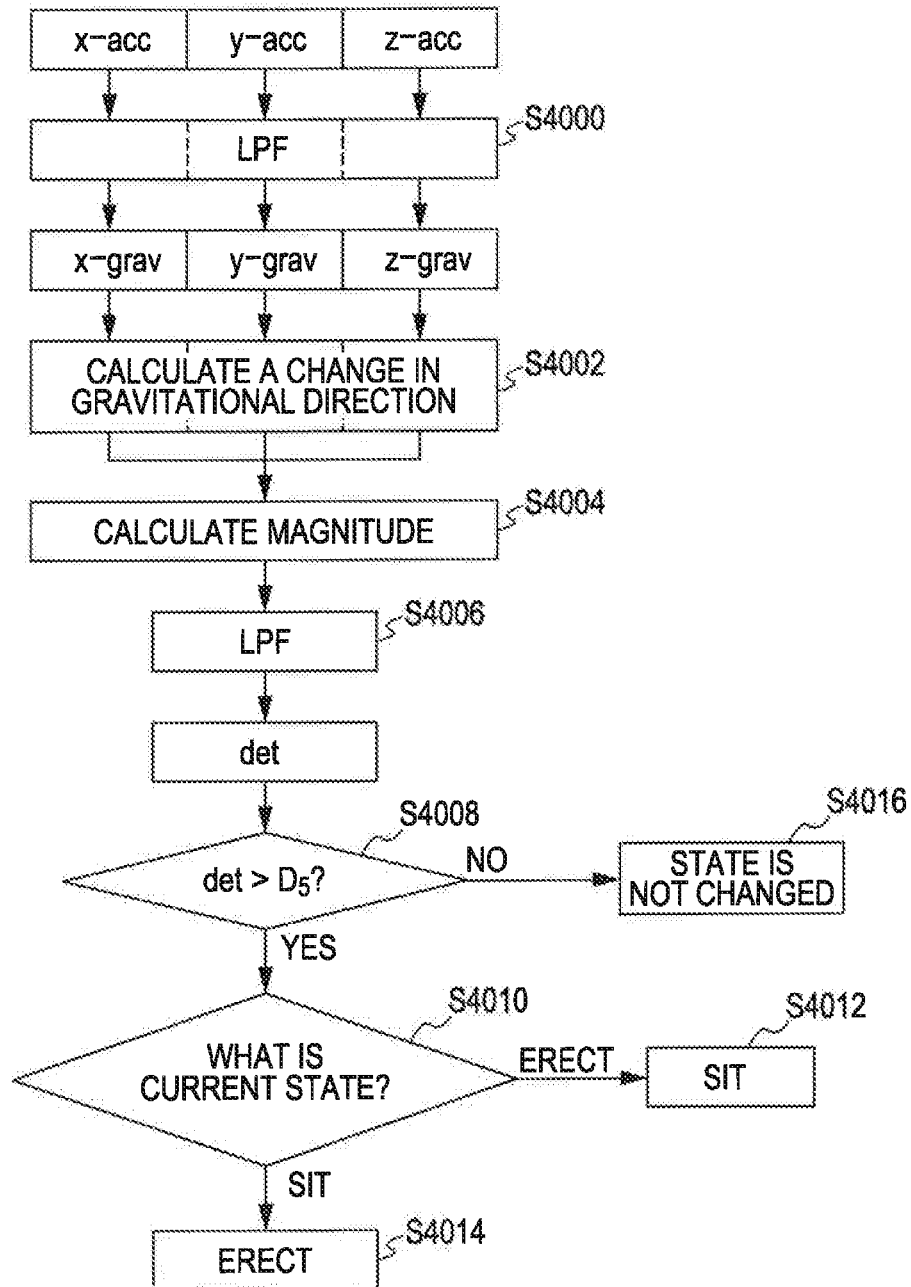 x-acc y-acc z-acc
S4000
LPF
x-grav y-grav z-grav
S4002
CALCULATE A CHANGE IN
GRAVITATIONAL DIRECTION
S4004
CALCULATE MAGNITUDE
S4006
LPF
det
S4008
S4016
det > D₅?
NO
STATE IS
NOT CHANGED
YES
S4010
S4012
WHAT IS
CURRENT STATE?
ERECT
SIT
SIT
S4014
ERECT